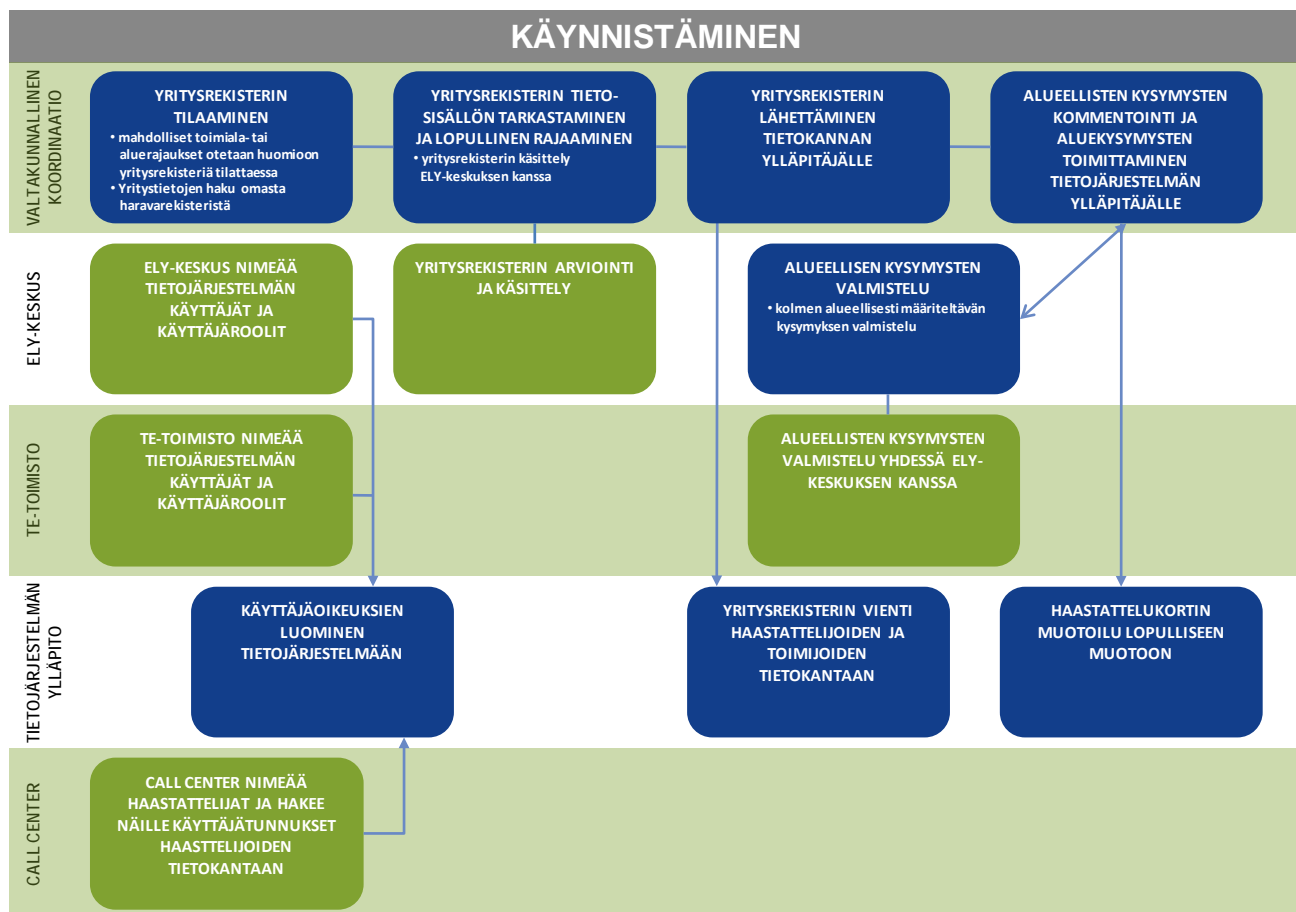 KÄYNNISTÄMINEN
VALTAKUNNALLINEN
KOORDINAATIO
YRITYSREKISTERIN
TILAAMINEN
• mahdolliset toimiala- tai
aluerajaukset otetaan huomioon
yritysrekisteriä tilattaessa
• Yritystietojen haku omasta
haravarekisteristä
YRITYSREKISTERIN TIETO-
SISÄLLÖN TARKASTAMINEN
JA LOPULLINEN RAJAAMINEN
• yritysrekisterin käsittely
ELY-keskuksen kanssa
YRITYSREKISTERIN
LÄHETTÄMINEN
TIETOKANNAN
YLLÄPITÄJÄLLE
ALUEELLISTEN KYSYMYSTEN
KOMMENTOINTI JA
ALUEKYSYMYSTEN
TOIMITTAMINEN
TIETOJÄRJESTELMÄN
YLLÄPITÄJÄLLE
ELY-KESKUS
ELY-KESKUS NIMEÄÄ
TIETOJÄRJESTELMÄN
KÄYTTÄJÄT JA
KÄYTTÄJÄROOLIT
YRITYSREKISTERIN ARVIOINTI
JA KÄSITTELY
ALUEELLISEN KYSYMYSTEN
VALMISTELU
• kolmen alueellisesti määriteltävän
kysymyksen valmistelu
TE-TOIMISTO
TE-TOIMISTO NIMEÄÄ
TIETOJÄRJESTELMÄN
KÄYTTÄJÄT JA
KÄYTTÄJÄROOLIT
ALUEELLISTEN KYSYMYSTEN
VALMISTELU YHDESSÄ ELY-
KESKUKSEN KANSSA
TIETOJÄRJESTELMÄN
YLLÄPITO
KÄYTTÄJÄOIKEUKSIEN
LUOMINEN
TIETOJÄRJESTELMÄÄN
YRITYSREKISTERIN VIENTI
HAASTATTELIJOIDEN JA
TOIMIJOIDEN
TIETOKANTAAN
HAASTATTELUKORTIN
MUOTOILU LOPULLISEEN
MUOTOON
CALL CENTER
CALL CENTER NIMEÄÄ
HAASTATTELIJAT JA HAKEE
NÄILLE KÄYTTÄJÄTUNNUKSET
HAASTTELIJOIDEN
TIETOKANTAAN